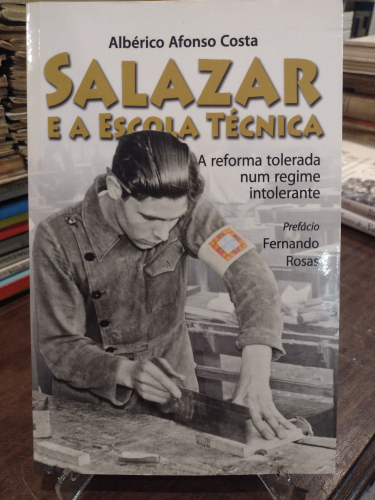 Albérico Afonso Costa
SALAZAR
E A ESCOLA TÉCNICA
A reforma tolerada
num regime
intolerante
Prefácio
Fernando
Rosas